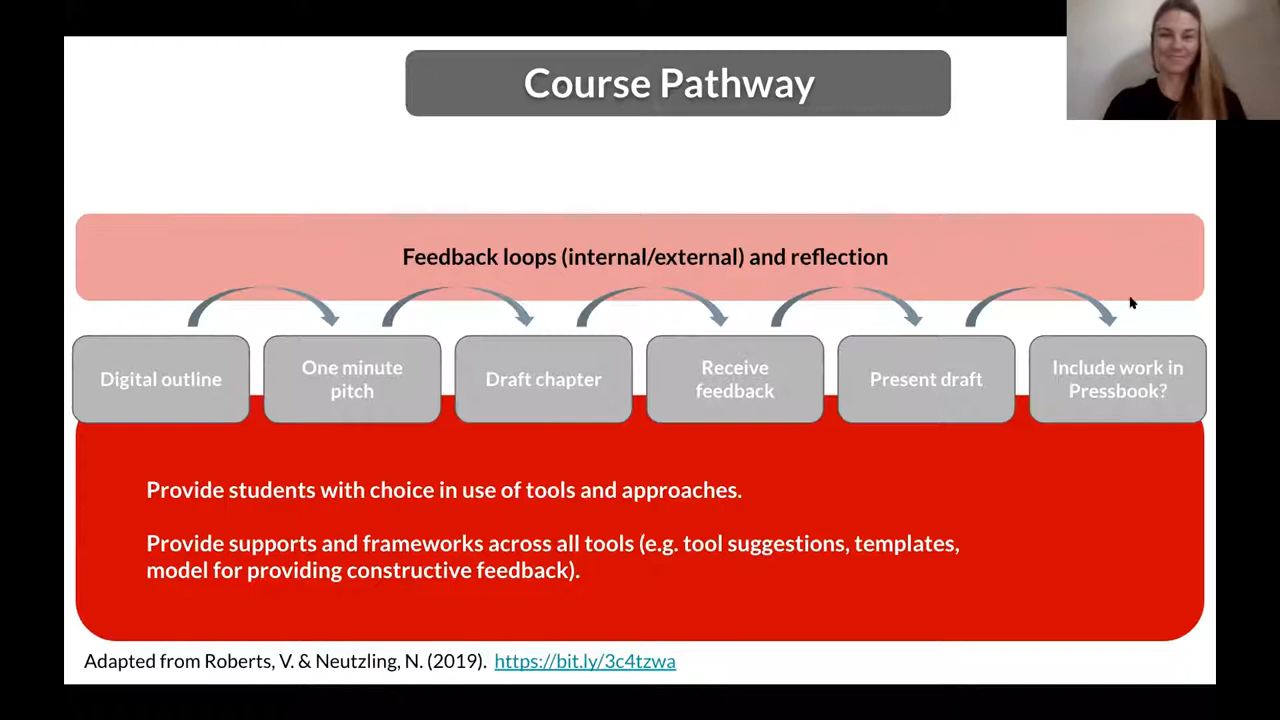 Course Pathway
Feedback loops (internal/external) and reflection
Digital outline
One minute
pitch
Draft chapter
Receive
feedback
Present draft
Include work in
Pressbook?
Provide students with choice in use of tools and approaches.
Provide supports and frameworks across all tools (e.g. tool suggestions, templates,
model for providing constructive feedback).
Adapted from Roberts, V. & Neutzling, N. (2019). https://bit.ly/3c4tzwa